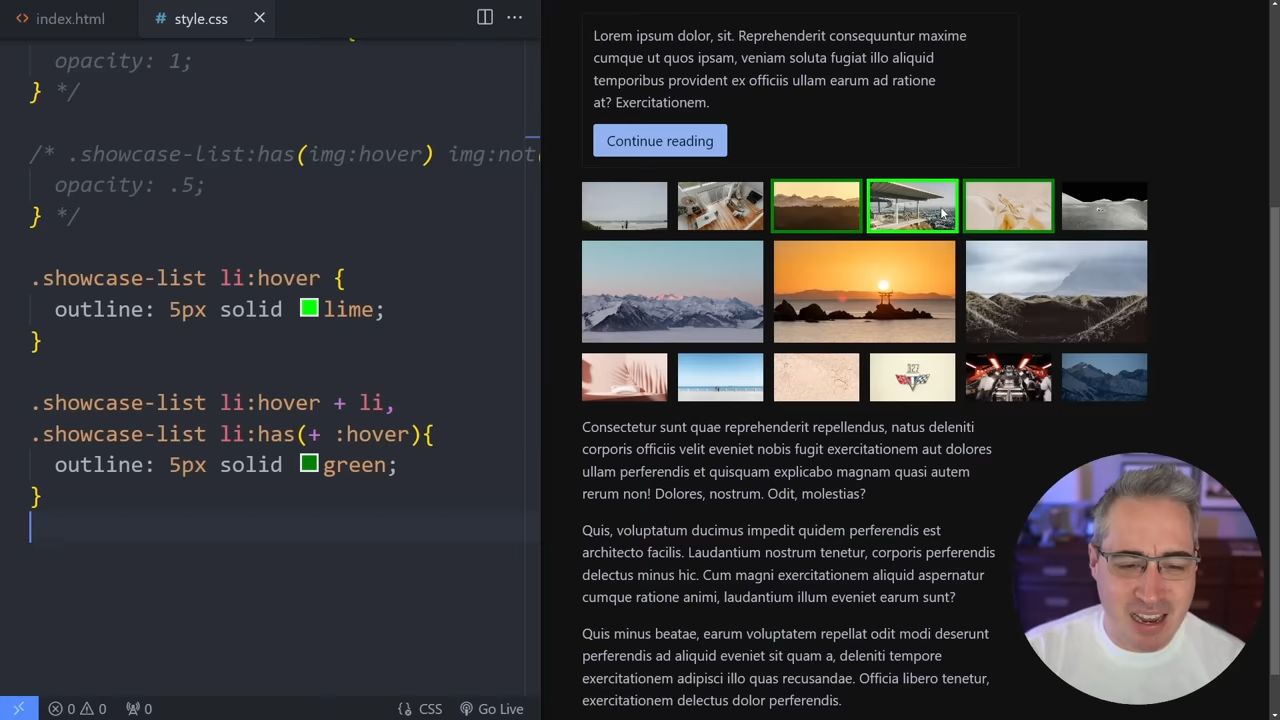 index.html
style.css
opacity: 1;
} */
/* .showcase-list:has(img:hover) img:not(
opacity: .5;
} */
.showcase-list li:hover {
outline: 5px solid lime;
}
.showcase-list li:hover + li,
.showcase-list li:has(+ :hover){
outline: 5px solid green;
}
0 0 0
CSS
Go Live
Lorem ipsum dolor, sit. Reprehenderit consequuntur maxime
cumque ut quos ipsam, veniam soluta fugiat illo aliquid
temporibus provident ex officiis ullam earum ad ratione
at? Exercitationem.
Continue reading
327
Consectetur sunt quae reprehenderit repellendus, natus deleniti
corporis officiis velit eveniet nobis fugit exercitationem aut dolores
ullam perferendis et quisquam explicabo magnam quasi autem
rerum non! Dolores, nostrum. Odit, molestias?
Quis, voluptatum ducimus impedit quidem perferendis est
architecto facilis. Laudantium nostrum tenetur, corporis perferendis
delectus minus hic. Cum magni exercitationem aliquid aspernatur
cumque ratione animi, laudantium illum eveniet earum sunt?
Quis minus beatae, earum voluptatem repellat odit modi deserunt
perferendis ad aliquid eveniet sit quam a, deleniti tempore
exercitationem adipisci illo quas recusandae. Officia libero tenetur,
exercitationem delectus dolor perferendis.